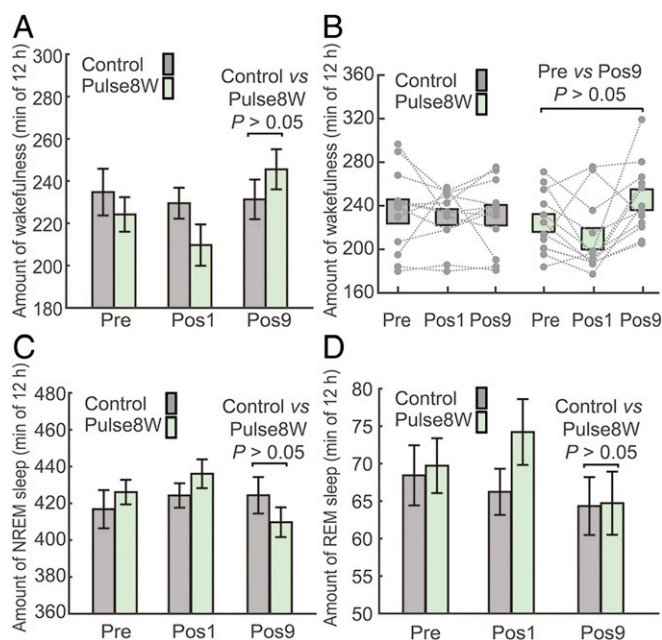 A
Amount of wakefulness (min of 12 h)
300
280
260
240
220
200
180
Control
Pulse8W
Control vs
Pulse8W
P > 0.05
Pre Pos1 Pos9
B
Amount of wakefulness (min of 12 h)
360
320
280
240
200
160
Control
Pulse8W
Pre vs Pos9
P > 0.05
Pre Pos1 Pos9 Pre Pos1 Pos9
C
Amount of NREM sleep (min of 12 h)
480
460
440
420
400
380
360
Control
Pulse8W
Control vs
Pulse8W
P > 0.05
Pre Pos1 Pos9
D
Amount of REM sleep (min of 12 h)
80
75
70
65
60
55
50
Control
Pulse8W
Control vs
Pulse8W
P > 0.05
Pre Pos1 Pos9